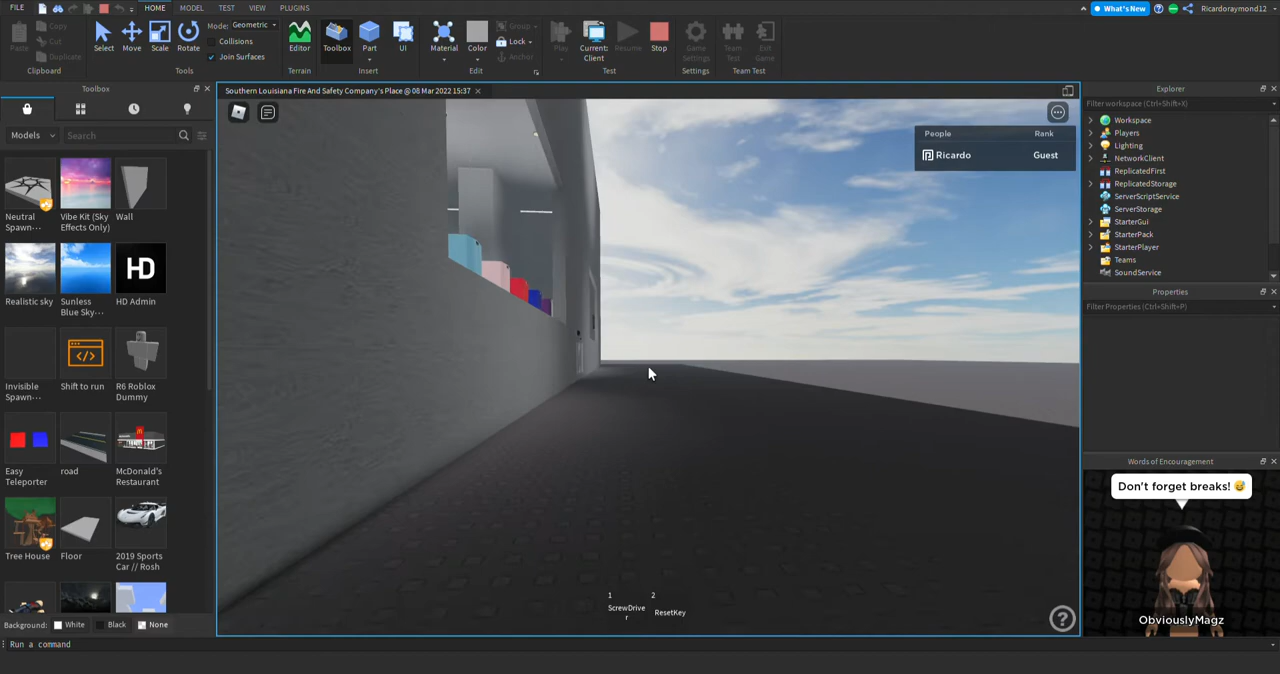 FILE HOME MODEL TEST VIEW PLUGINS What's New Ricardoraymond12
Paste Copy Cut Duplicate Select Move Scale Rotate Mode: Geometric Collisions Join Surfaces Editor Toolbox Part UI Material Color Group Lock Anchor Play Current: Client Resume Stop Game Settings Team Test Exit Game
Clipboard Tools Terrain Insert Edit Test Settings Team Test
Toolbox
Southern Louisiana Fire And Safety Company's Place @ 08 Mar 2022 15:37
Explorer
Filter workspace (Ctrl+Shift+X)
Models Search
Neutral Spawn···
Vibe Kit (Sky Effects Only)
Wall
HD
Realistic sky
Sunless Blue Sky···
HD Admin
Invisible Spawn···
Shift to run
R6 Roblox Dummy
Easy Teleporter
road
McDonald's Restaurant
Tree House
Floor
2019 Sports Car // Rosh
Background: White Black None
Run a command
People Rank
Ricardo Guest
1 2
ScrewDrive
r
ResetKey
?
Workspace
Players
Lighting
NetworkClient
ReplicatedFirst
ReplicatedStorage
ServerScriptService
ServerStorage
StarterGui
StarterPack
StarterPlayer
Teams
SoundService
Properties
Filter Properties (Ctrl+Shift+P)
Words of Encouragement
Don't forget breaks! 😅
ObviouslyMagz